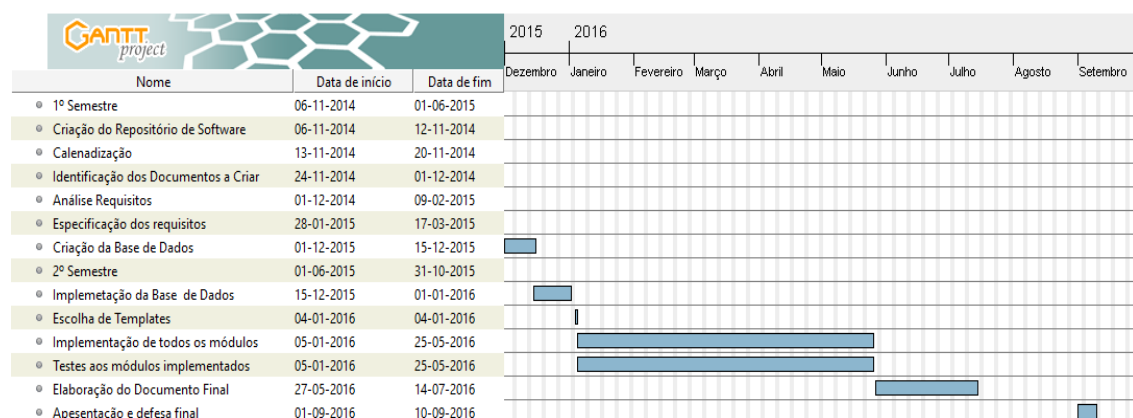 GANTT project
2015 2016
Nome Data de início Data de fim Dezembro Janeiro Fevereiro Março Abril Maio Junho Julho Agosto Setembro
1º Semestre 06-11-2014 01-06-2015
Criação do Repositório de Software 06-11-2014 12-11-2014
Calenadização 13-11-2014 20-11-2014
Identificação dos Documentos a Criar 24-11-2014 01-12-2014
Análise Requisitos 01-12-2014 09-02-2015
Especificação dos requisitos 28-01-2015 17-03-2015
Criação da Base de Dados 01-12-2015 15-12-2015
2º Semestre 01-06-2015 31-10-2015
Implemetação da Base de Dados 15-12-2015 01-01-2016
Escolha de Templates 04-01-2016 04-01-2016
Implementação de todos os módulos 05-01-2016 25-05-2016
Testes aos módulos implementados 05-01-2016 25-05-2016
Elaboração do Documento Final 27-05-2016 14-07-2016
Apesentação e defesa final 01-09-2016 10-09-2016